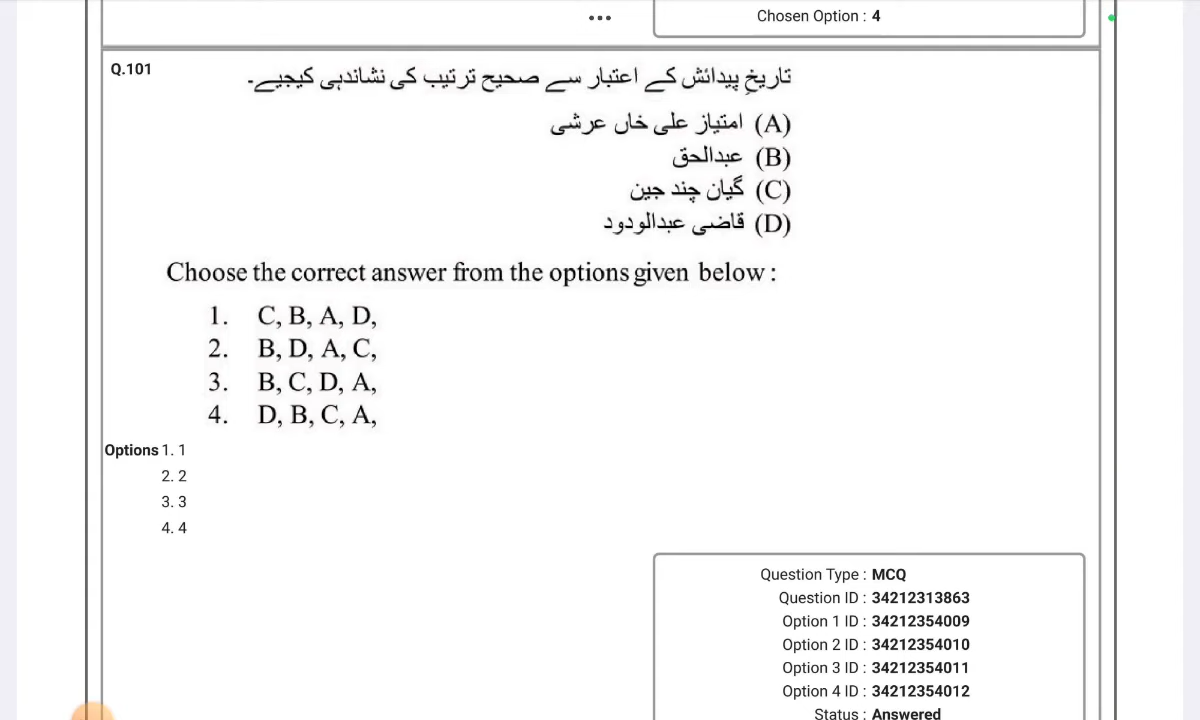 •••
Chosen Option : 4
Q.101
تاریخِ پیدائش کے اعتبار سے صحیح ترتیب کی نشاندہی کیجیے۔
(A) امتیاز علی خاں عرشی
(B) عبدالحق
(C) گیان چند جین
(D) قاضی عبدالودود
Choose the correct answer from the options given below :
1. C, B, A, D,
2. B, D, A, C,
3. B, C, D, A,
4. D, B, C, A,
Options 1. 1
2. 2
3. 3
4. 4
Question Type : MCQ
Question ID : 34212313863
Option 1 ID : 34212354009
Option 2 ID : 34212354010
Option 3 ID : 34212354011
Option 4 ID : 34212354012
Status : Answered